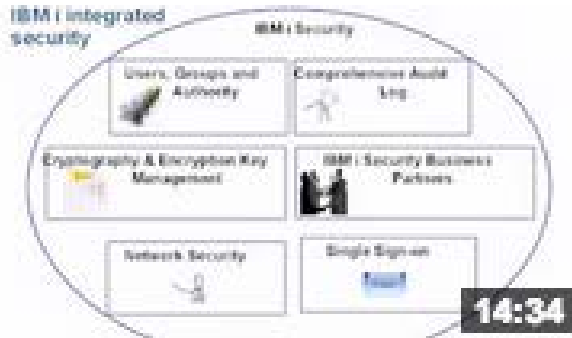 IBM i integrated
security
IBM i Security
Users, Groups and
Authority
Comprehensive Audit
Log
Cryptography & Encryption Key
Management
IBM i Security Business
Partners
Network Security
Single Sign-on
14:34